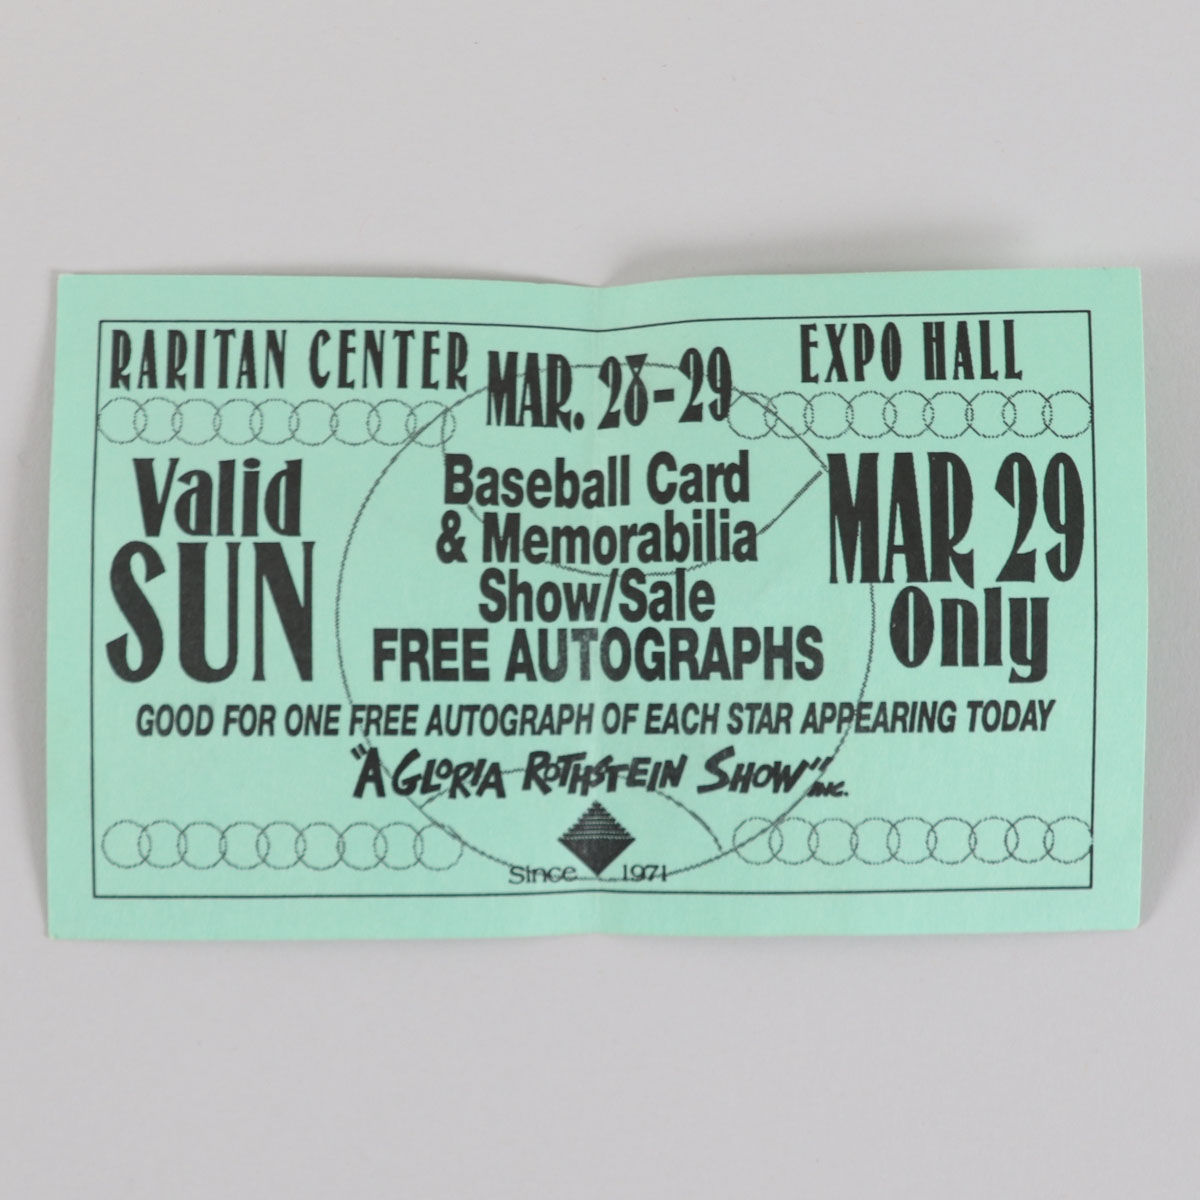 RARITAN CENTER
MAR. 28-29
EXPO HALL
Valid
SUN
Baseball Card
& Memorabilia
Show/Sale
FREE AUTOGRAPHS
MAR 29
Only
GOOD FOR ONE FREE AUTOGRAPH OF EACH STAR APPEARING TODAY
"A GLORIA ROTHSTEIN SHOW" INC.
Since 1971